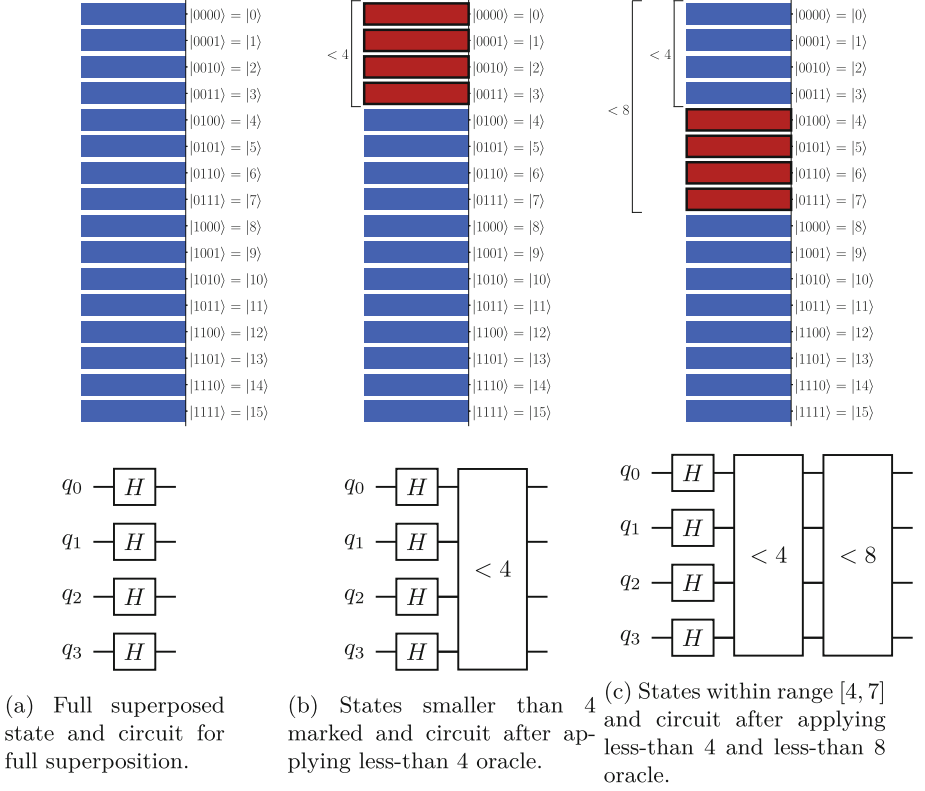 |0000⟩ = |0⟩
|0001⟩ = |1⟩
|0010⟩ = |2⟩
|0011⟩ = |3⟩
|0100⟩ = |4⟩
|0101⟩ = |5⟩
|0110⟩ = |6⟩
|0111⟩ = |7⟩
|1000⟩ = |8⟩
|1001⟩ = |9⟩
|1010⟩ = |10⟩
|1011⟩ = |11⟩
|1100⟩ = |12⟩
|1101⟩ = |13⟩
|1110⟩ = |14⟩
|1111⟩ = |15⟩
q0 H
q1 H
q2 H
q3 H
(a) Full superposed
state and circuit for
full superposition.
< 4
|0000⟩ = |0⟩
|0001⟩ = |1⟩
|0010⟩ = |2⟩
|0011⟩ = |3⟩
|0100⟩ = |4⟩
|0101⟩ = |5⟩
|0110⟩ = |6⟩
|0111⟩ = |7⟩
|1000⟩ = |8⟩
|1001⟩ = |9⟩
|1010⟩ = |10⟩
|1011⟩ = |11⟩
|1100⟩ = |12⟩
|1101⟩ = |13⟩
|1110⟩ = |14⟩
|1111⟩ = |15⟩
q0 H
q1 H
q2 H
q3 H
< 4
(b) States smaller than 4
marked and circuit after ap-
plying less-than 4 oracle.
< 8
< 4
|0000⟩ = |0⟩
|0001⟩ = |1⟩
|0010⟩ = |2⟩
|0011⟩ = |3⟩
|0100⟩ = |4⟩
|0101⟩ = |5⟩
|0110⟩ = |6⟩
|0111⟩ = |7⟩
|1000⟩ = |8⟩
|1001⟩ = |9⟩
|1010⟩ = |10⟩
|1011⟩ = |11⟩
|1100⟩ = |12⟩
|1101⟩ = |13⟩
|1110⟩ = |14⟩
|1111⟩ = |15⟩
q0 H
q1 H
q2 H
q3 H
< 4
< 8
(c) States within range [4, 7]
and circuit after applying
less-than 4 and less-than 8
oracle.